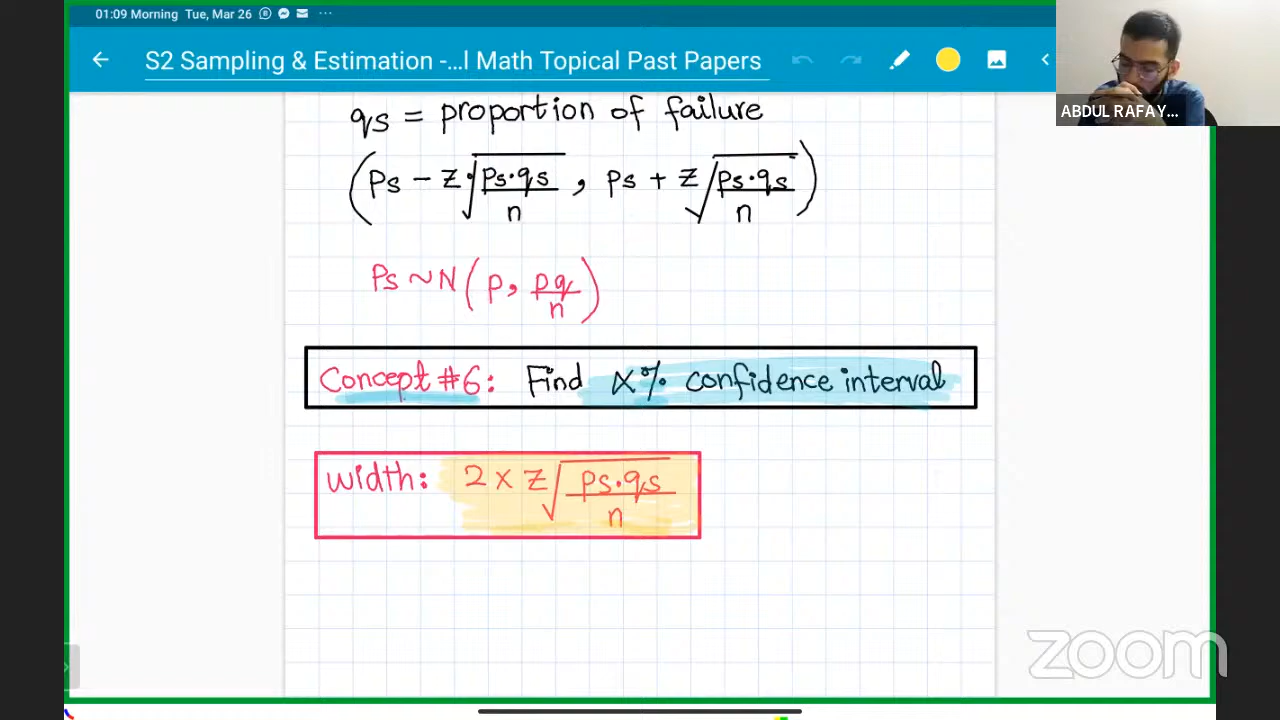 01:09 Morning Tue, Mar 26 ...
S2 Sampling & Estimation -...l Math Topical Past Papers
ABDUL RAFAY...
qs = proportion of failure
(Ps - Z√(Ps·qs/n), Ps + Z√(Ps·qs/n))
Ps ~ N(p, pq/n)
Concept #6: Find α% confidence interval
width: 2 x Z√(Ps·qs/n)
zoom